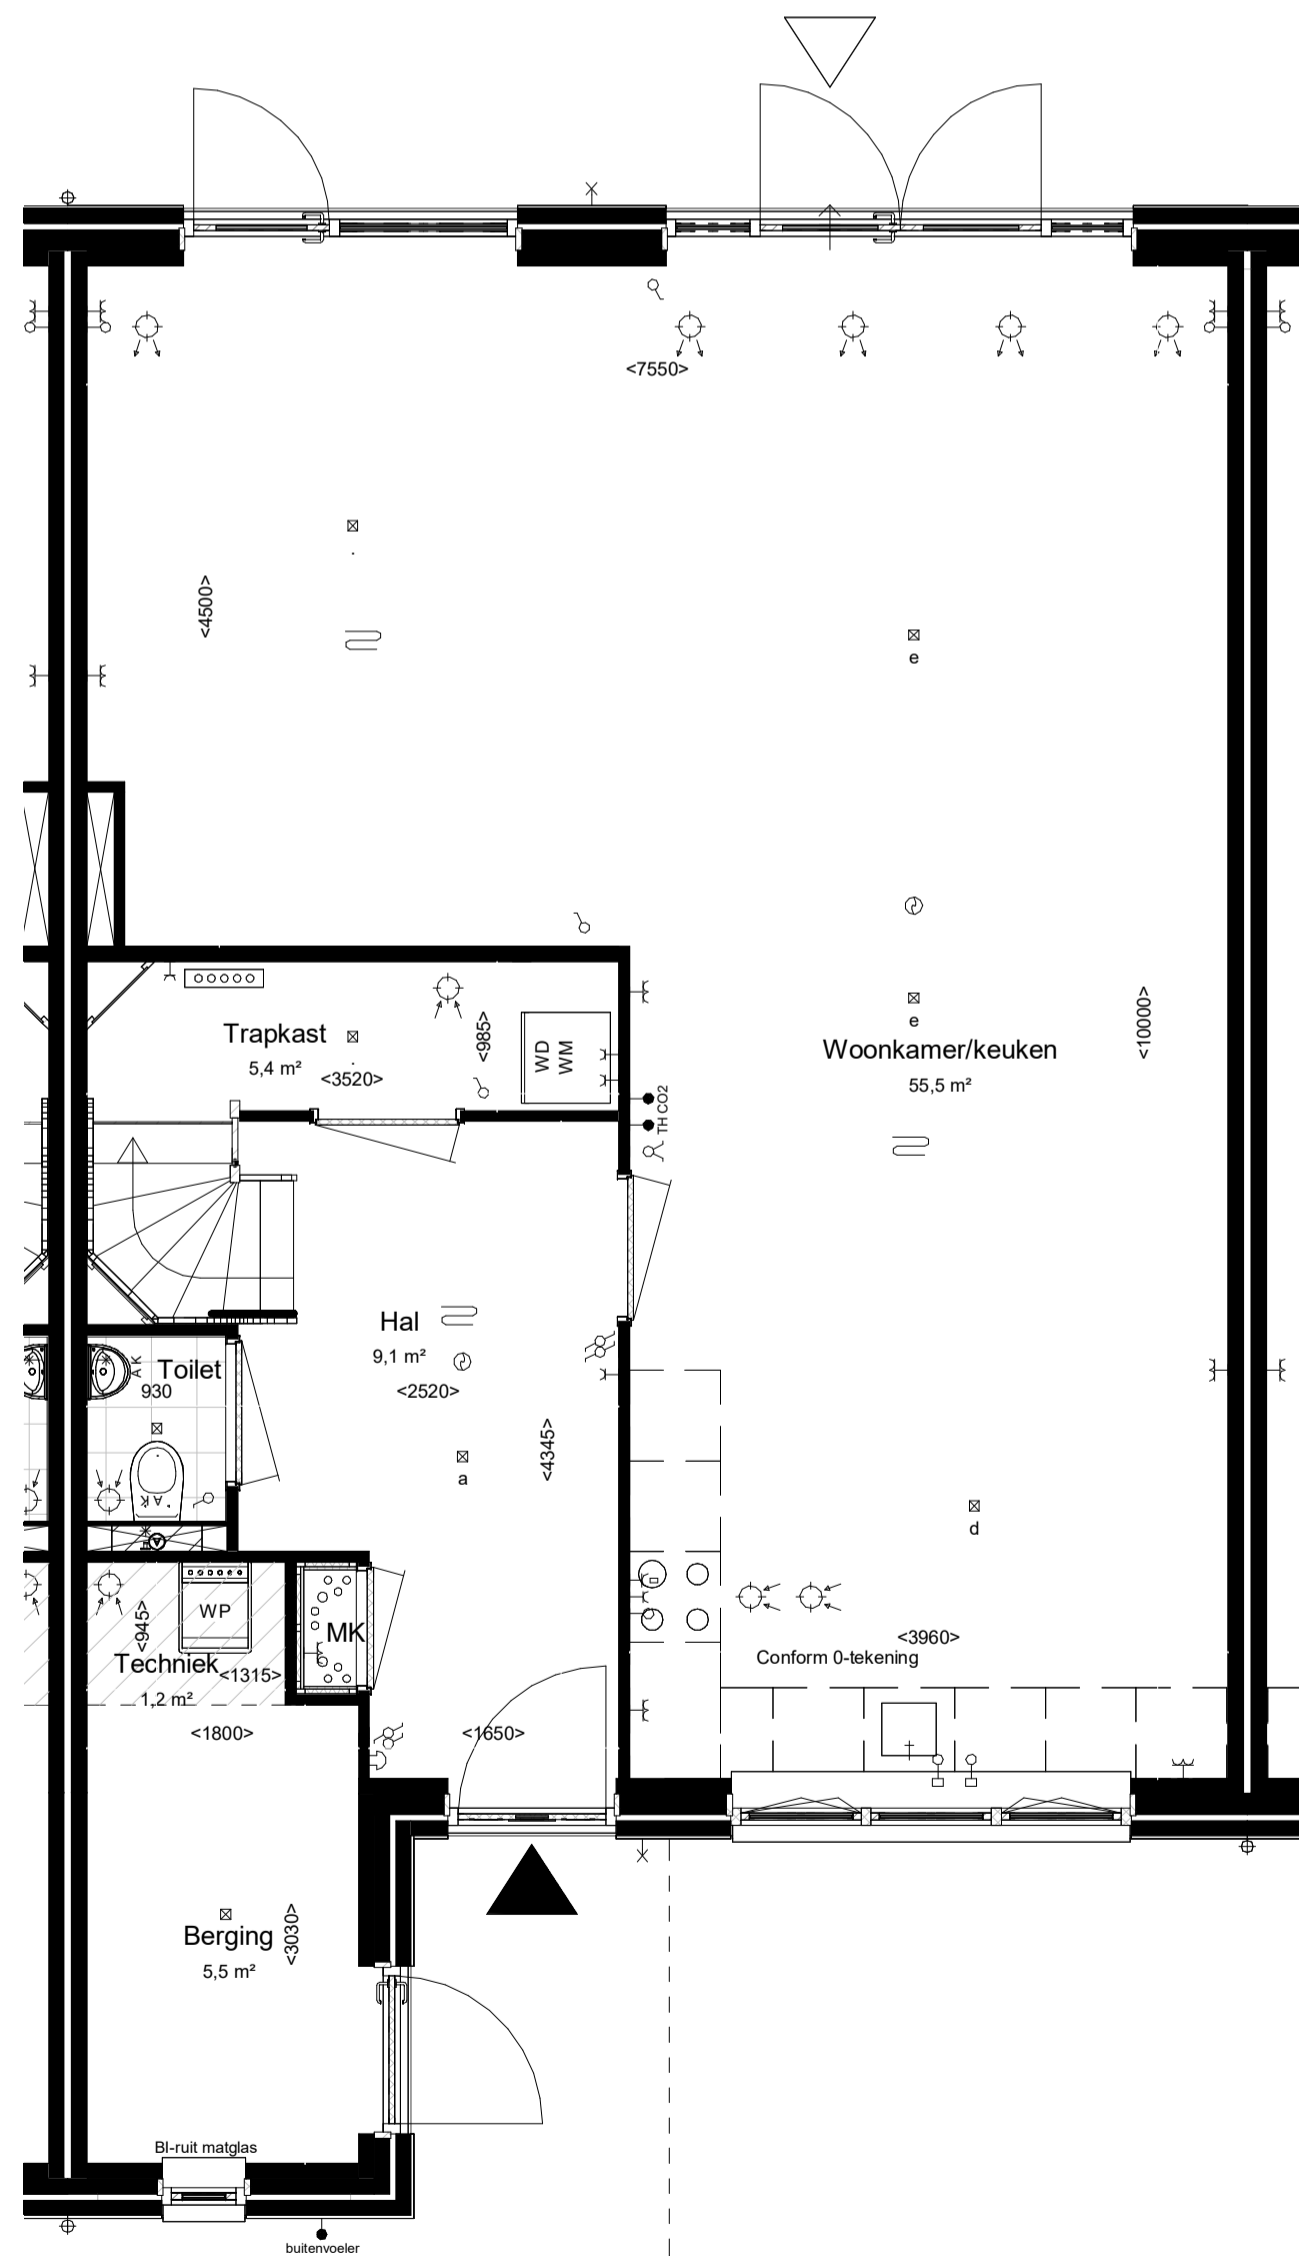 <7550>
<4500>
e
e
Woonkamer/keuken
55,5 m²
<10000>
Trapkast
5,4 m²
<3520>
<985>
WD
WM
TH CO2
Hal
9,1 m²
<2520>
<4345>
a
A K
Toilet
930
A K
d
WP
MK
<945>
Techniek
<1315>
1,2 m²
<1800>
<1650>
<3960>
Conform 0-tekening
Berging
5,5 m²
<3030>
BI-ruit matglas
buitenvoeler